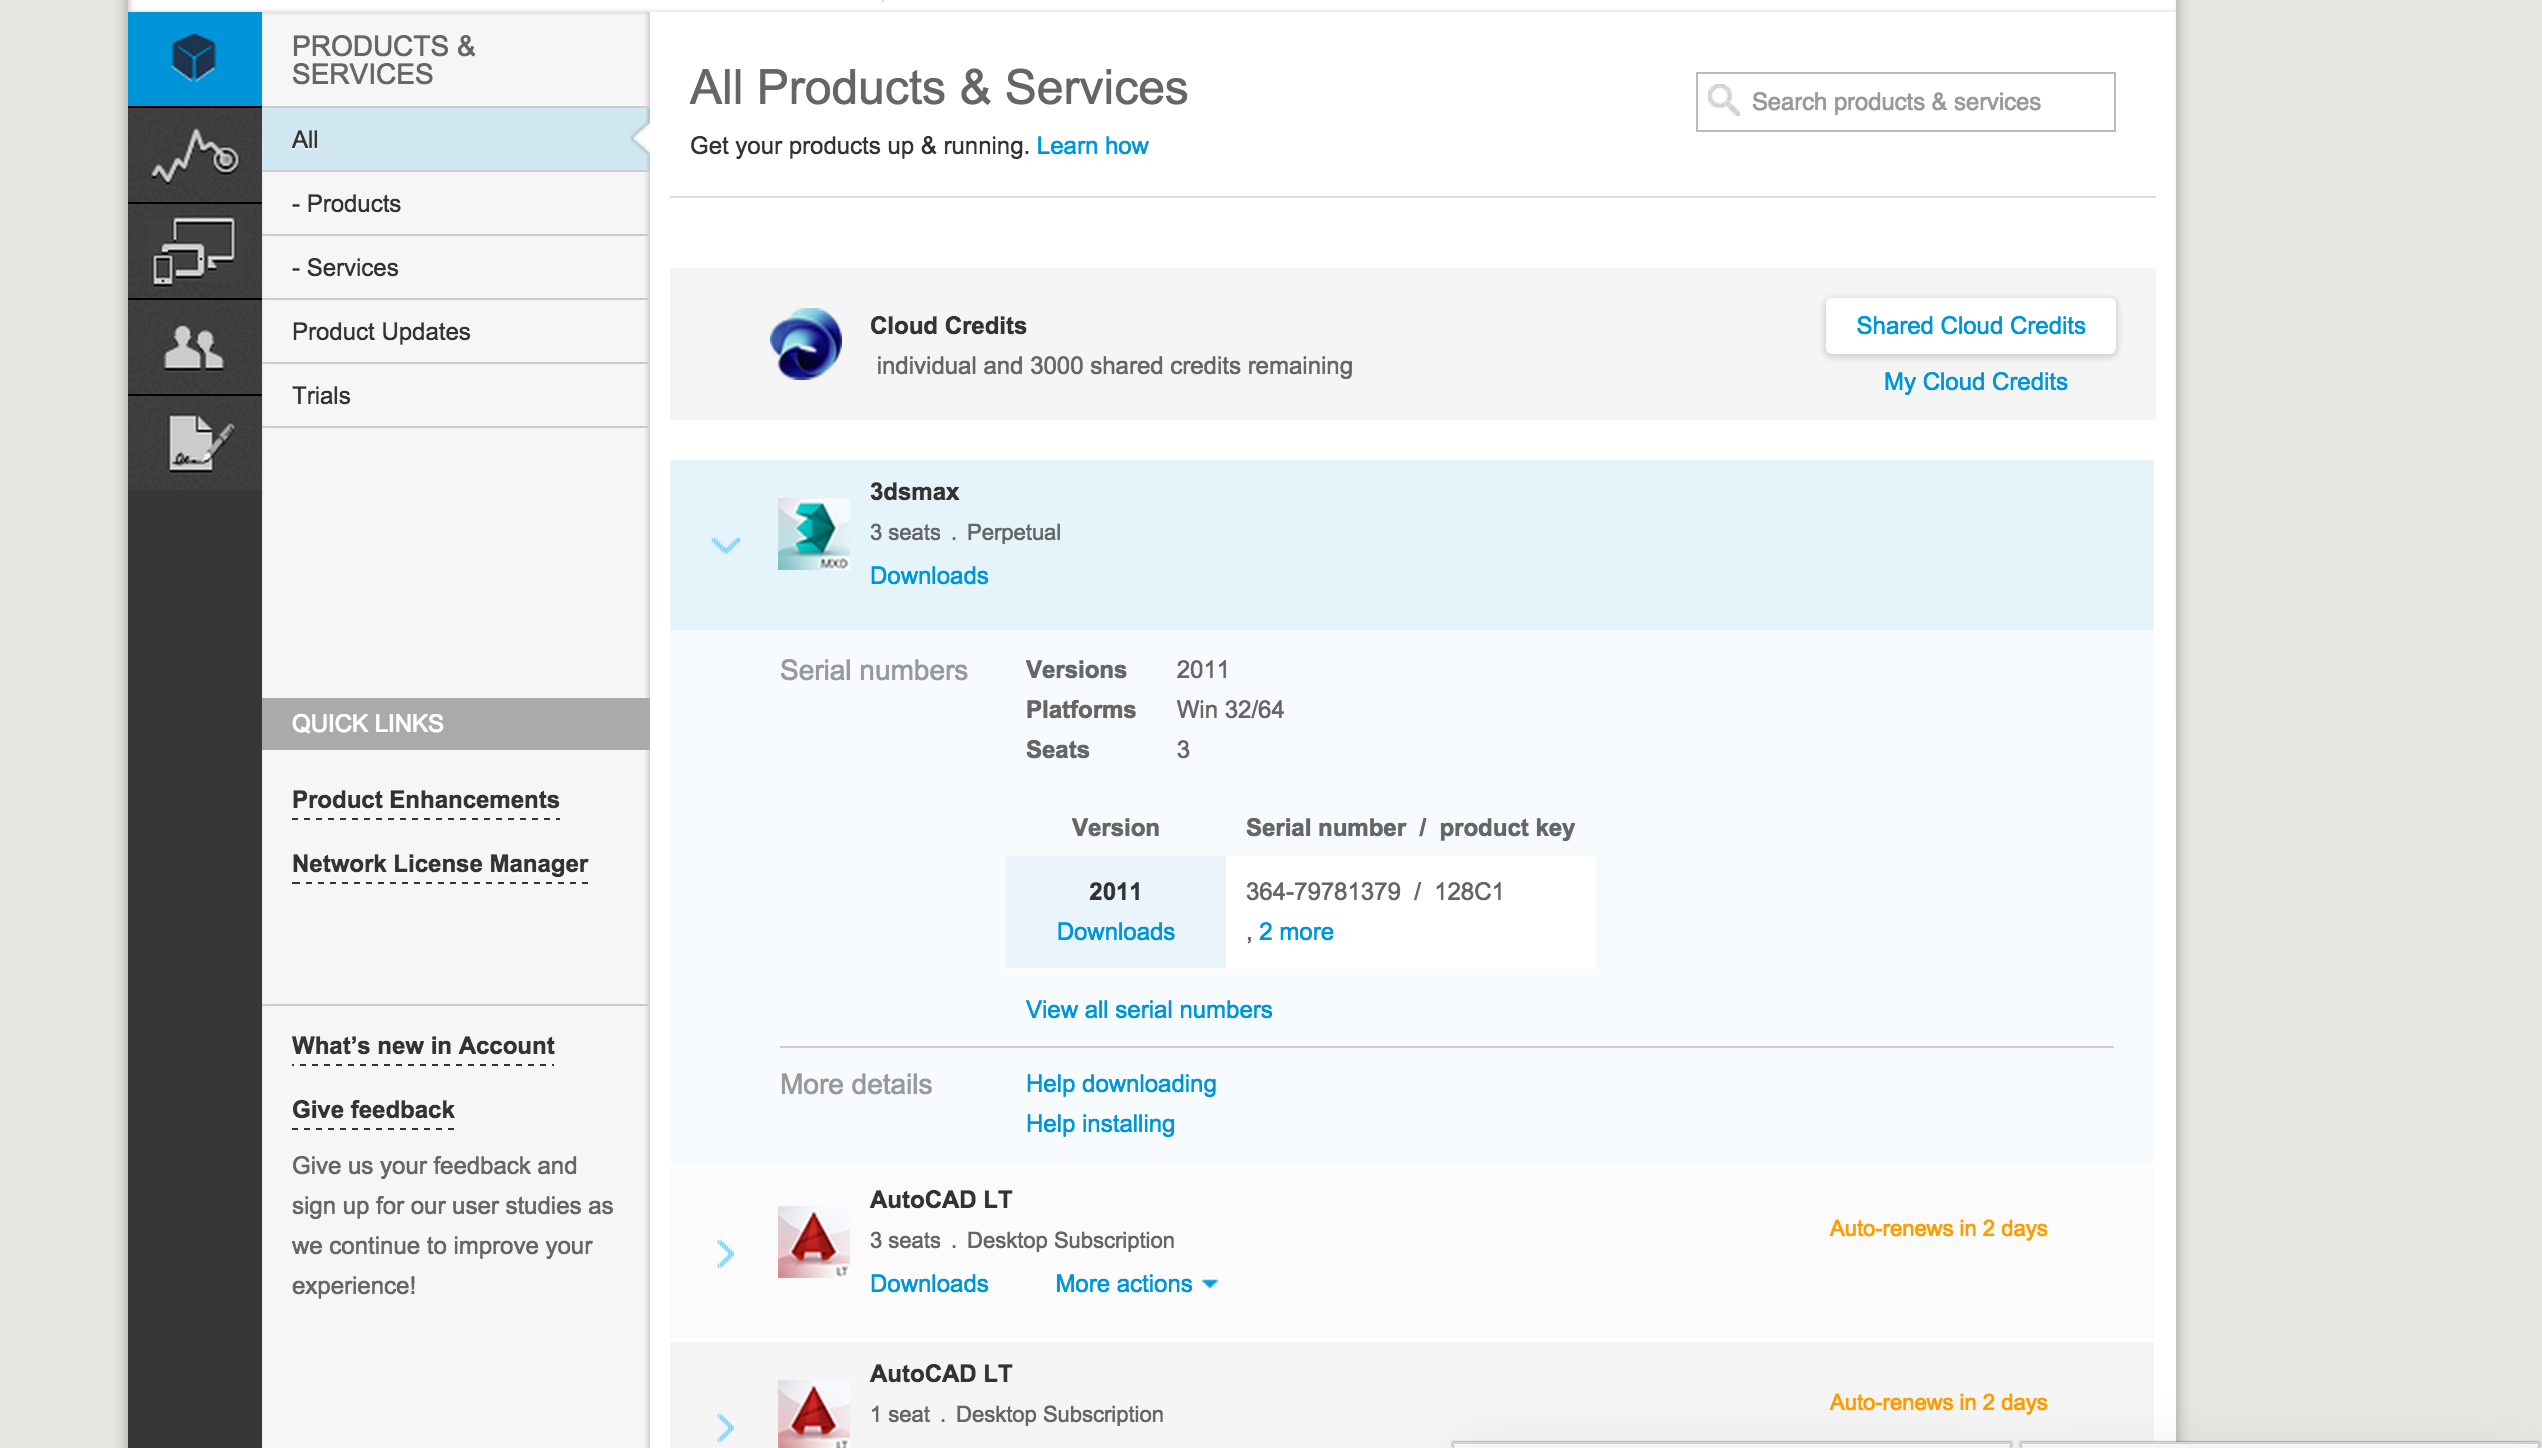 PRODUCTS &
SERVICES
All
- Products
- Services
Product Updates
Trials
QUICK LINKS
Product Enhancements
Network License Manager
What’s new in Account
Give feedback
Give us your feedback and
sign up for our user studies as
we continue to improve your
experience!
All Products & Services
Get your products up & running. Learn how
Search products & services
Cloud Credits
individual and 3000 shared credits remaining
Shared Cloud Credits
My Cloud Credits
3dsmax
3 seats . Perpetual
MXD
Downloads
Serial numbers
Versions 2011
Platforms Win 32/64
Seats 3
Version Serial number / product key
2011 364-79781379 / 128C1
Downloads , 2 more
View all serial numbers
More details
Help downloading
Help installing
AutoCAD LT
3 seats . Desktop Subscription
Auto-renews in 2 days
LT
Downloads More actions
AutoCAD LT
1 seat . Desktop Subscription
Auto-renews in 2 days
LT